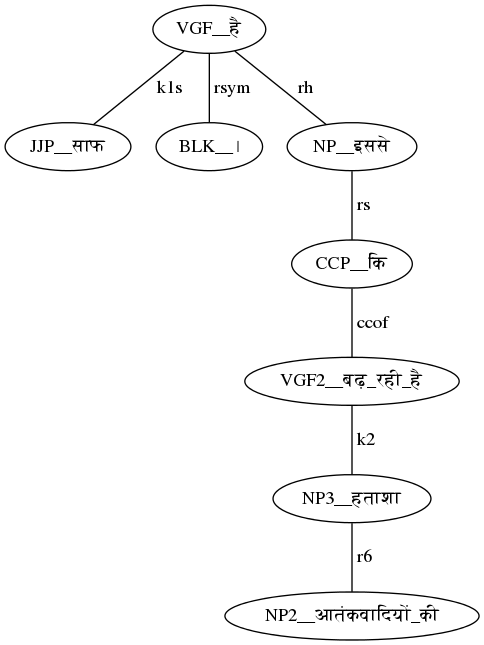 VGF__है
k1s rsym rh
JJP__साफ BLK__। NP__इससे
rs
CCP__कि
ccof
VGF2__बढ़_रही_है
k2
NP3__हताशा
r6
NP2__आतंकवादियों_की